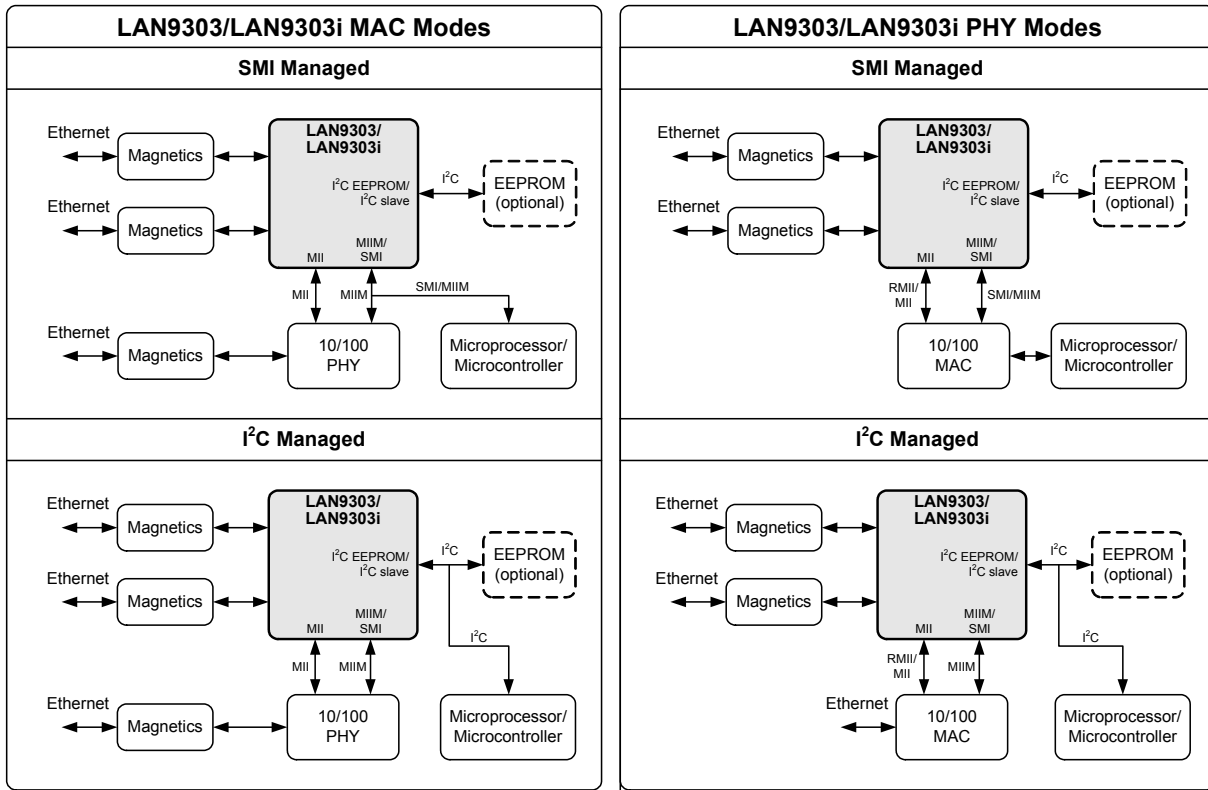 LAN9303/LAN9303i MAC Modes
SMI Managed
Ethernet
Magnetics
Ethernet
Magnetics
LAN9303/
LAN9303i
I²C EEPROM/
I²C slave
MIIM/
SMI
MII
I²C
EEPROM
(optional)
MII
MIIM
SMI/MIIM
Ethernet
Magnetics
10/100
PHY
Microprocessor/
Microcontroller
I²C Managed
Ethernet
Magnetics
Ethernet
Magnetics
LAN9303/
LAN9303i
I²C EEPROM/
I²C slave
MIIM/
SMI
MII
I²C
EEPROM
(optional)
I²C
MII
MIIM
Ethernet
Magnetics
10/100
PHY
Microprocessor/
Microcontroller
LAN9303/LAN9303i PHY Modes
SMI Managed
Ethernet
Magnetics
Ethernet
Magnetics
LAN9303/
LAN9303i
I²C EEPROM/
I²C slave
MIIM/
SMI
MII
I²C
EEPROM
(optional)
RMII/
MII
SMI/MIIM
10/100
MAC
Microprocessor/
Microcontroller
I²C Managed
Ethernet
Magnetics
Ethernet
Magnetics
LAN9303/
LAN9303i
I²C EEPROM/
I²C slave
MIIM/
SMI
MII
I²C
EEPROM
(optional)
I²C
RMII/
MII
MIIM
Ethernet
10/100
MAC
Microprocessor/
Microcontroller